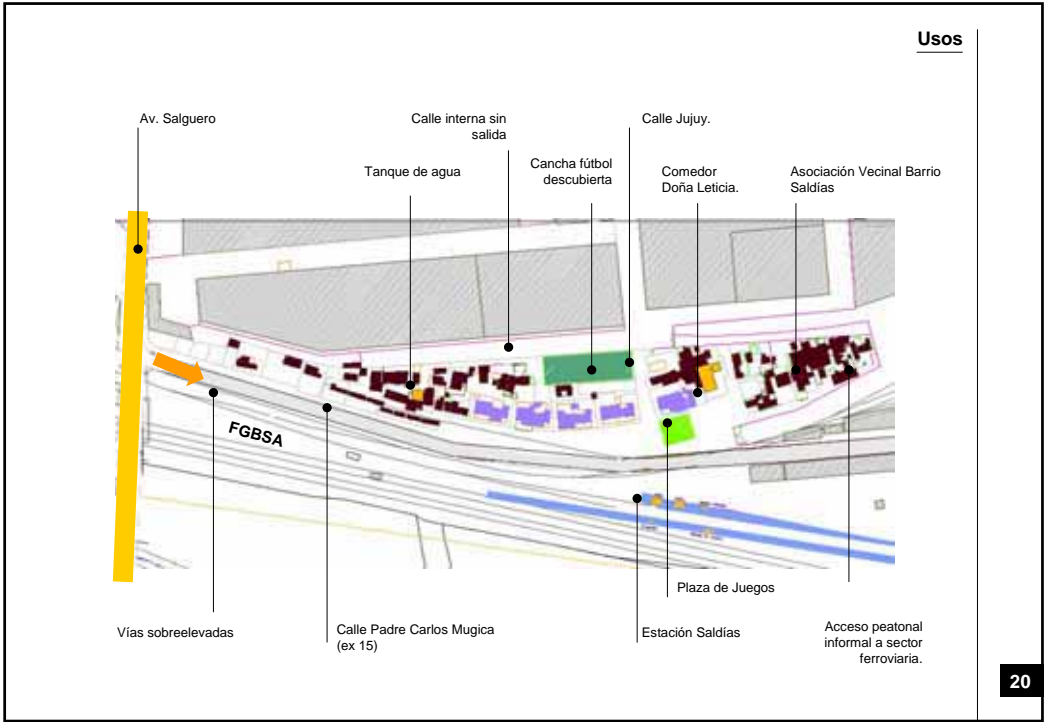 Usos
Av. Salguero
Calle interna sin
salida
Calle Jujuy.
Tanque de agua
Cancha fútbol
descubierta
Comedor
Doña Leticia.
Asociación Vecinal Barrio
Saldías
FGBSA
Plaza de Juegos
Vías sobreelevadas
Calle Padre Carlos Mugica
(ex 15)
Estación Saldías
Acceso peatonal
informal a sector
ferroviaria.
20